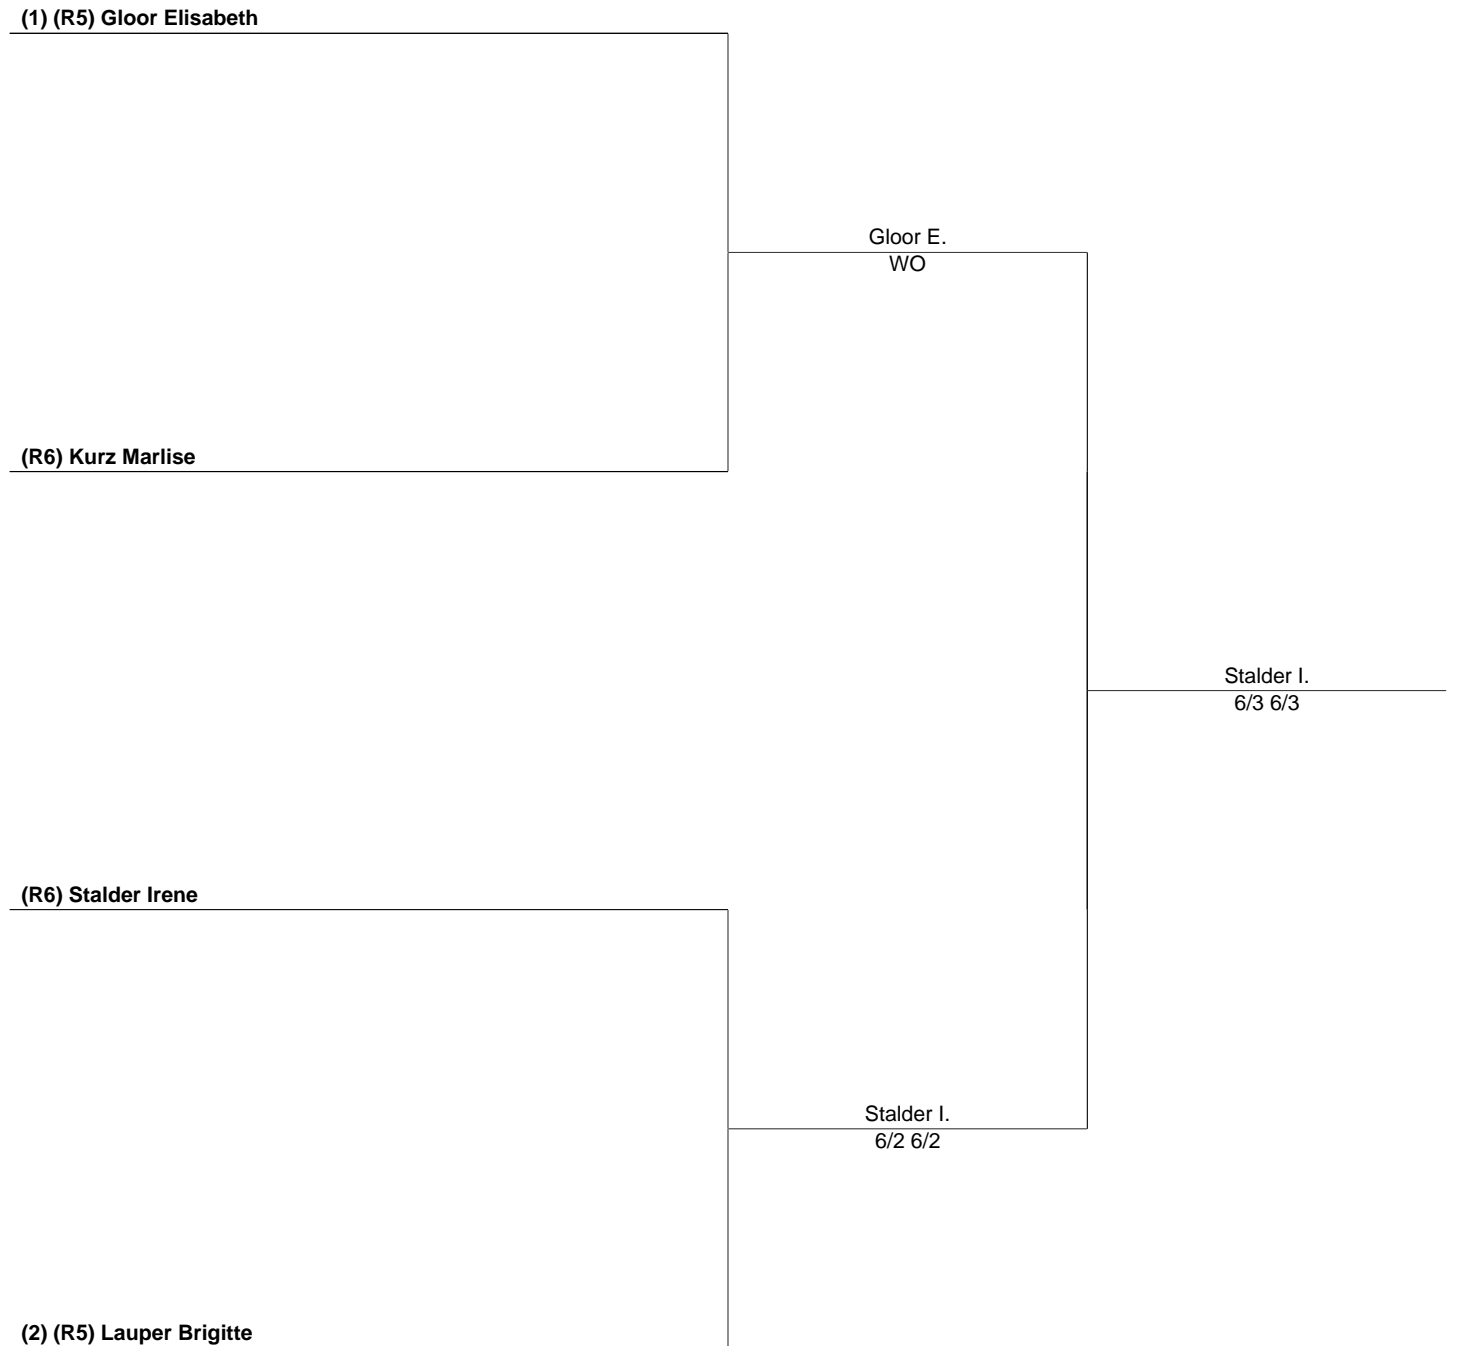 (1) (R5) Gloor Elisabeth
Gloor E.
WO
(R6) Kurz Marlise
Stalder I.
6/3 6/3
(R6) Stalder Irene
Stalder I.
6/2 6/2
(2) (R5) Lauper Brigitte